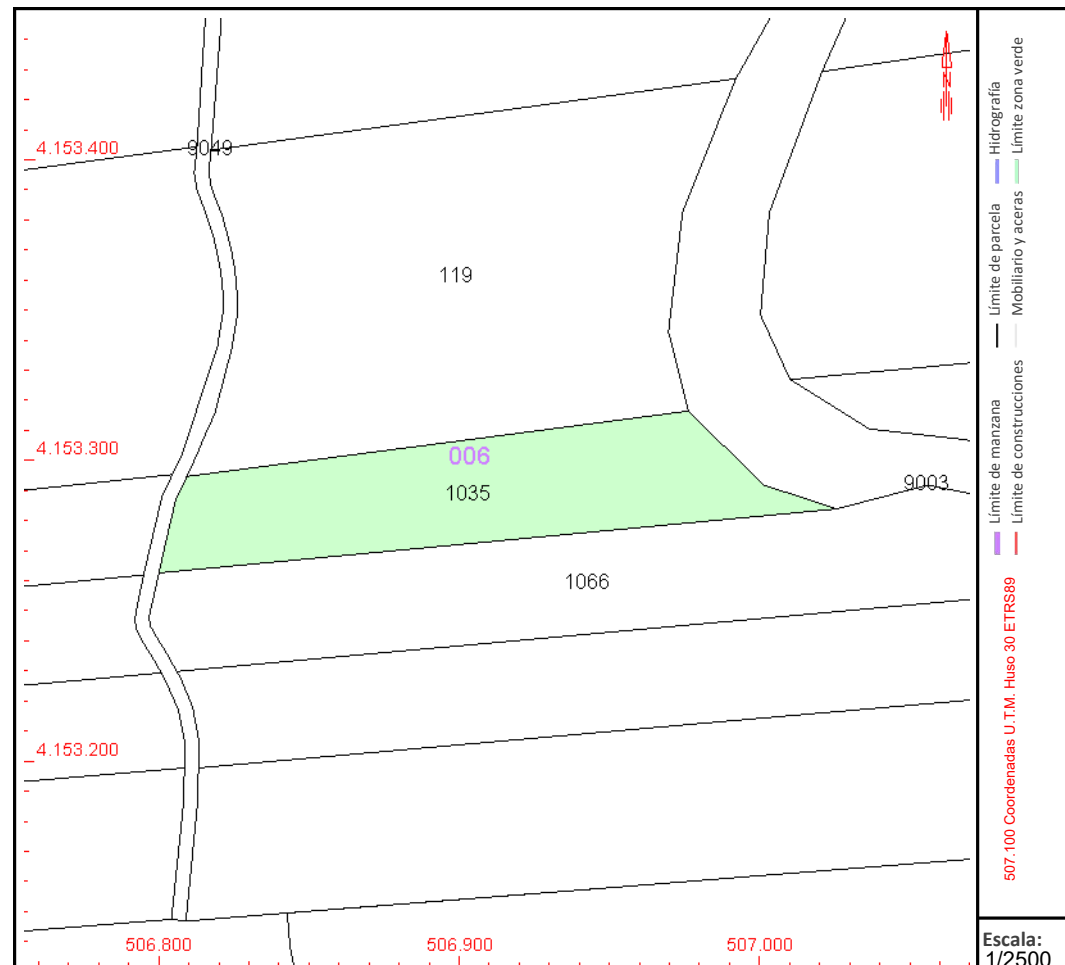 4.153.400
9049
119
4.153.300
006
1035
9003
1066
4.153.200
506.800
506.900
507.000
N
Hidrografía
Límite zona verde
Límite de parcela
Mobiliario y aceras
Límite de manzana
Límite de construcciones
507.100 Coordenadas U.T.M. Huso 30 ETRS89
Escala:
1/2500